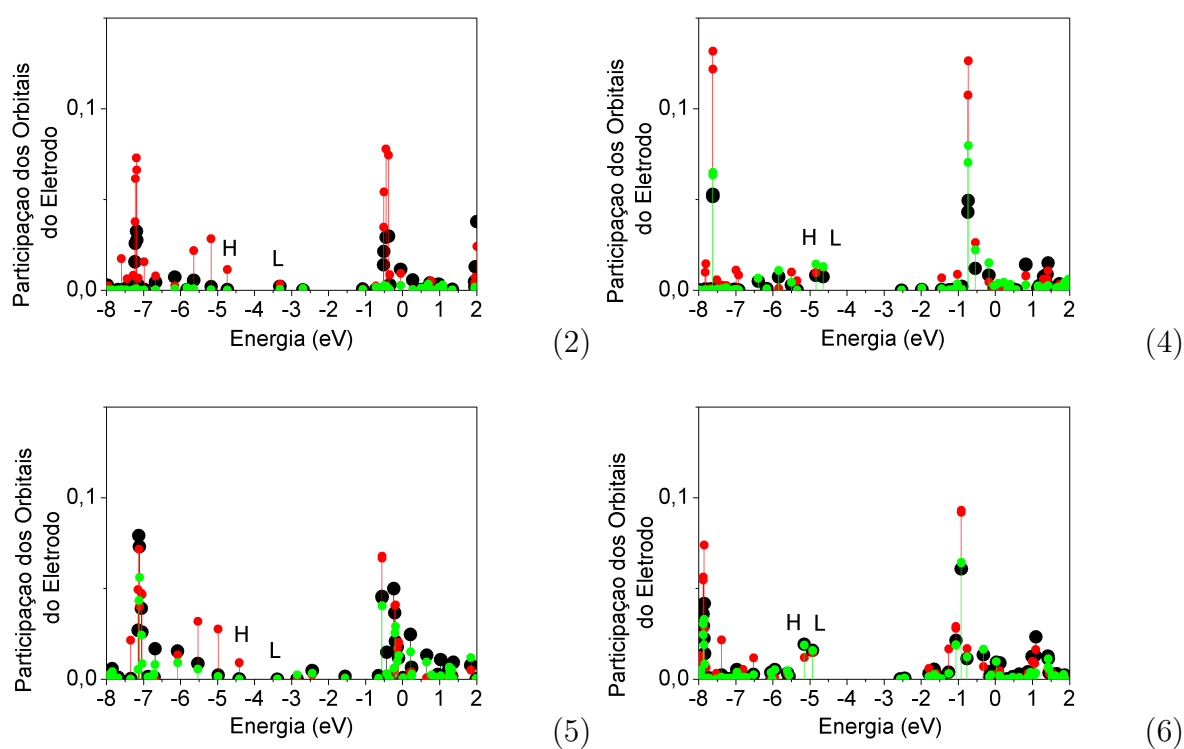 Participaçao dos Orbitais
do Eletrodo
0,1
0,0
H
L
-8 -7 -6 -5 -4 -3 -2 -1 0 1 2
Energia (eV)
(2)
Participaçao dos Orbitais
do Eletrodo
0,1
0,0
H L
-8 -7 -6 -5 -4 -3 -2 -1 0 1 2
Energia (eV)
(4)
Participaçao dos Orbitais
do Eletrodo
0,1
0,0
H
L
-8 -7 -6 -5 -4 -3 -2 -1 0 1 2
Energia (eV)
(5)
Participaçao dos Orbitais
do Eletrodo
0,1
0,0
H L
-8 -7 -6 -5 -4 -3 -2 -1 0 1 2
Energia (eV)
(6)